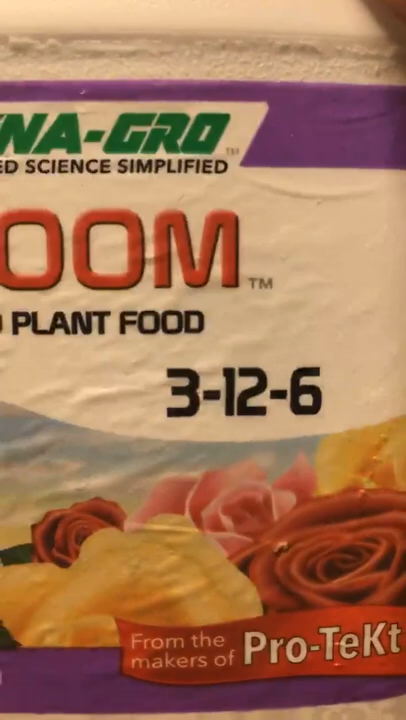 NA-GRO™
ED SCIENCE SIMPLIFIED
OOM™
PLANT FOOD
3-12-6
From the
makers of Pro-TeKt